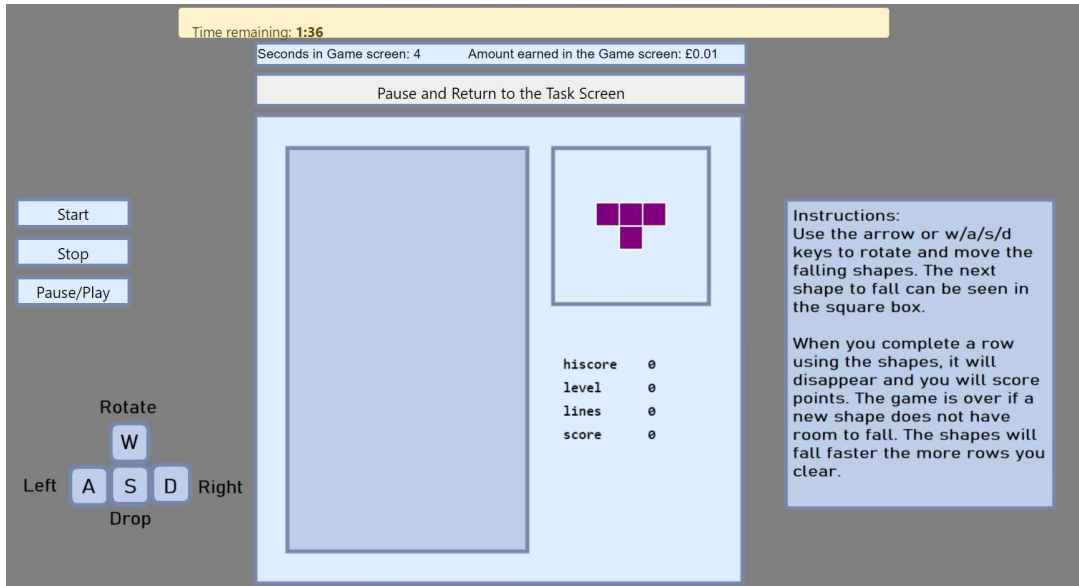 Time remaining: 1:36
Seconds in Game screen: 4 Amount earned in the Game screen: £0.01
Pause and Return to the Task Screen
Start
Stop
Pause/Play
Rotate
W
Left A S D Right
Drop
hiscore 0
level 0
lines 0
score 0
Instructions:
Use the arrow or w/a/s/d
keys to rotate and move the
falling shapes. The next
shape to fall can be seen in
the square box.
When you complete a row
using the shapes, it will
disappear and you will score
points. The game is over if a
new shape does not have
room to fall. The shapes will
fall faster the more rows you
clear.